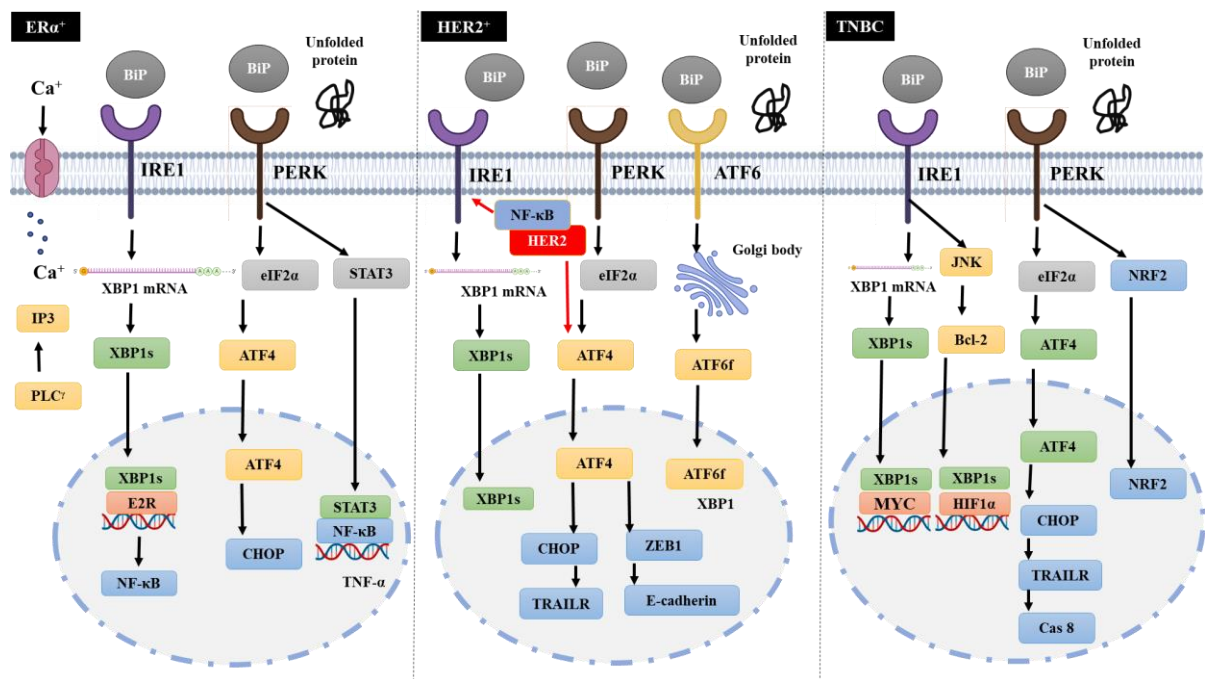 ERα⁺
BiP
BiP
Unfolded
protein
Ca⁺
IRE1
PERK
Ca⁺
XBP1 mRNA
eIF2α
STAT3
IP3
XBP1s
ATF4
PLCᵞ
XBP1s
E2R
ATF4
STAT3
NF-κB
TNF-α
NF-κB
CHOP
HER2⁺
BiP
BiP
BiP
Unfolded
protein
IRE1
PERK
ATF6
NF-κB
HER2
Golgi body
XBP1 mRNA
eIF2α
XBP1s
ATF4
ATF6f
XBP1s
ATF4
ATF6f
XBP1
CHOP
ZEB1
TRAILR
E-cadherin
TNBC
BiP
BiP
Unfolded
protein
IRE1
PERK
XBP1 mRNA
JNK
eIF2α
NRF2
XBP1s
Bcl-2
ATF4
ATF4
XBP1s
MYC
XBP1s
HIF1α
NRF2
CHOP
TRAILR
Cas 8